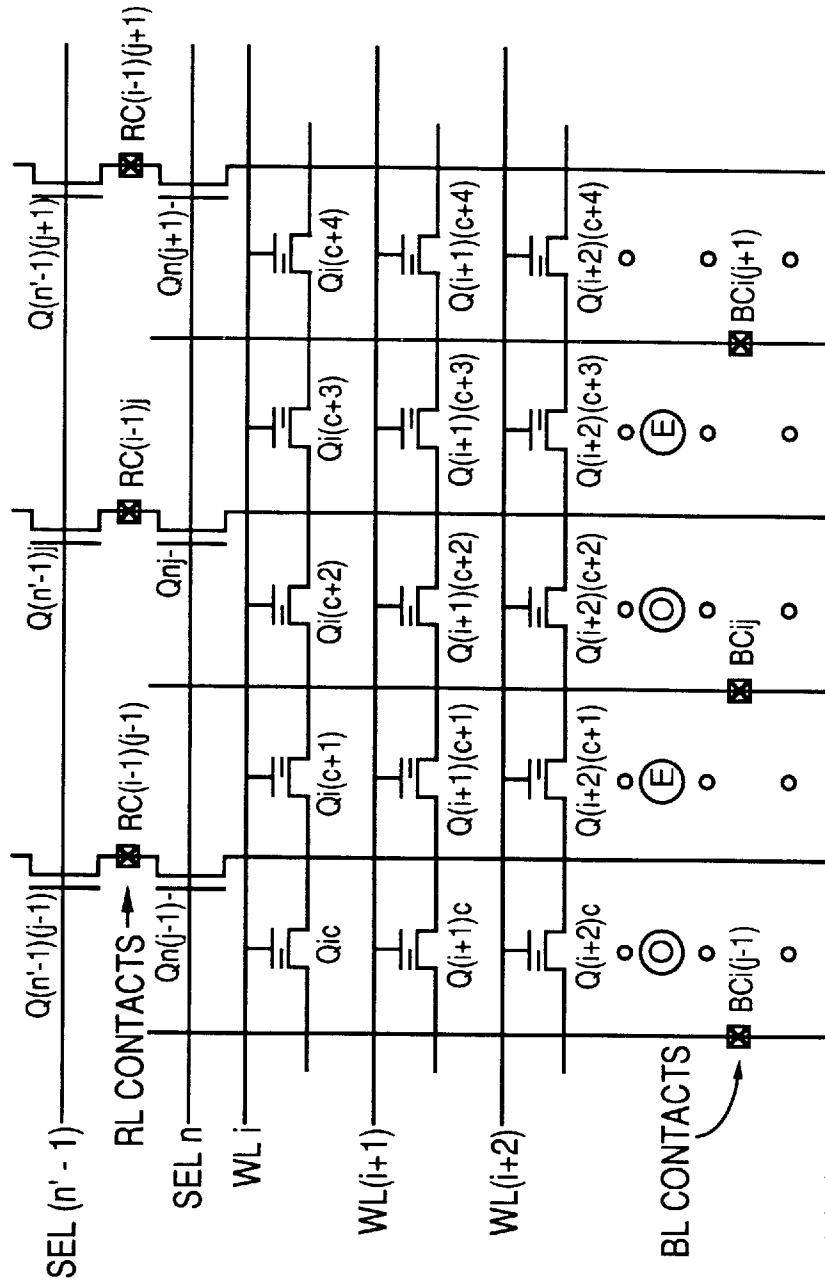 SEL (n' - 1)
Q(n'-1)(j-1)
Q(n'-1)j
Q(n'-1)(j+1)
RL CONTACTS
RC(i-1)(j-1)
RC(i-1)j
RC(i-1)(j+1)
SEL n
Qn(j-1)-
Qnj-
Qn(j+1)-
WL i
Qic
Qi(c+1)
Qi(c+2)
Qi(c+3)
Qi(c+4)
WL(i+1)
Q(i+1)c
Q(i+1)(c+1)
Q(i+1)(c+2)
Q(i+1)(c+3)
Q(i+1)(c+4)
WL(i+2)
Q(i+2)c
Q(i+2)(c+1)
Q(i+2)(c+2)
Q(i+2)(c+3)
Q(i+2)(c+4)
O
E
O
E
BL CONTACTS
BCi(j-1)
BCij
BCi(j+1)